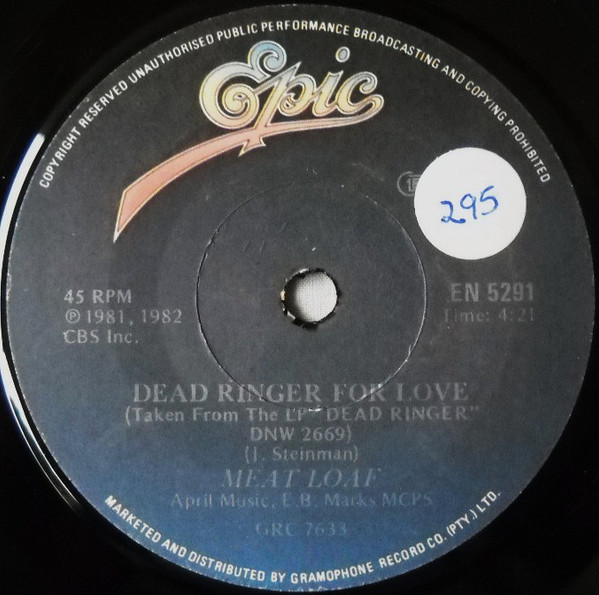 COPYRIGHT RESERVED UNAUTHORISED PUBLIC PERFORMANCE BROADCASTING AND COPYING PROHIBITED
Epic
295
45 RPM
℗ 1981, 1982
CBS Inc.
EN 5291
Time: 4:21
DEAD RINGER FOR LOVE
(Taken From The LP "DEAD RINGER"
DNW 2669)
(J. Steinman)
MEAT LOAF
April Music, E.B. Marks MCPS
GRC 7633
MARKETED AND DISTRIBUTED BY GRAMOPHONE RECORD CO. (PTY.) LTD.